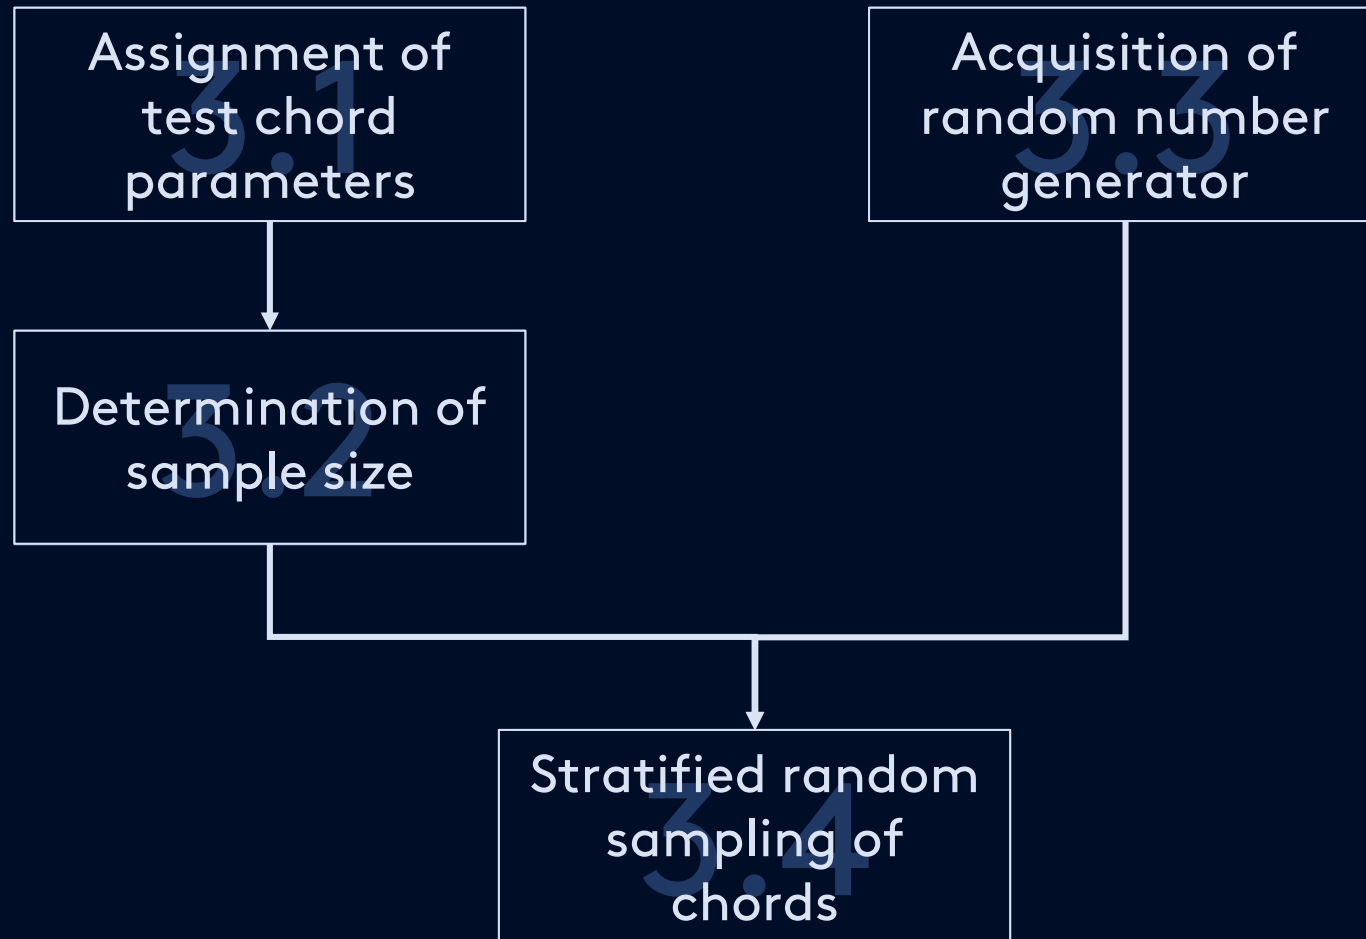 3.1
Assignment of
test chord
parameters
3.3
Acquisition of
random number
generator
3.2
Determination of
sample size
3.4
Stratified random
sampling of
chords